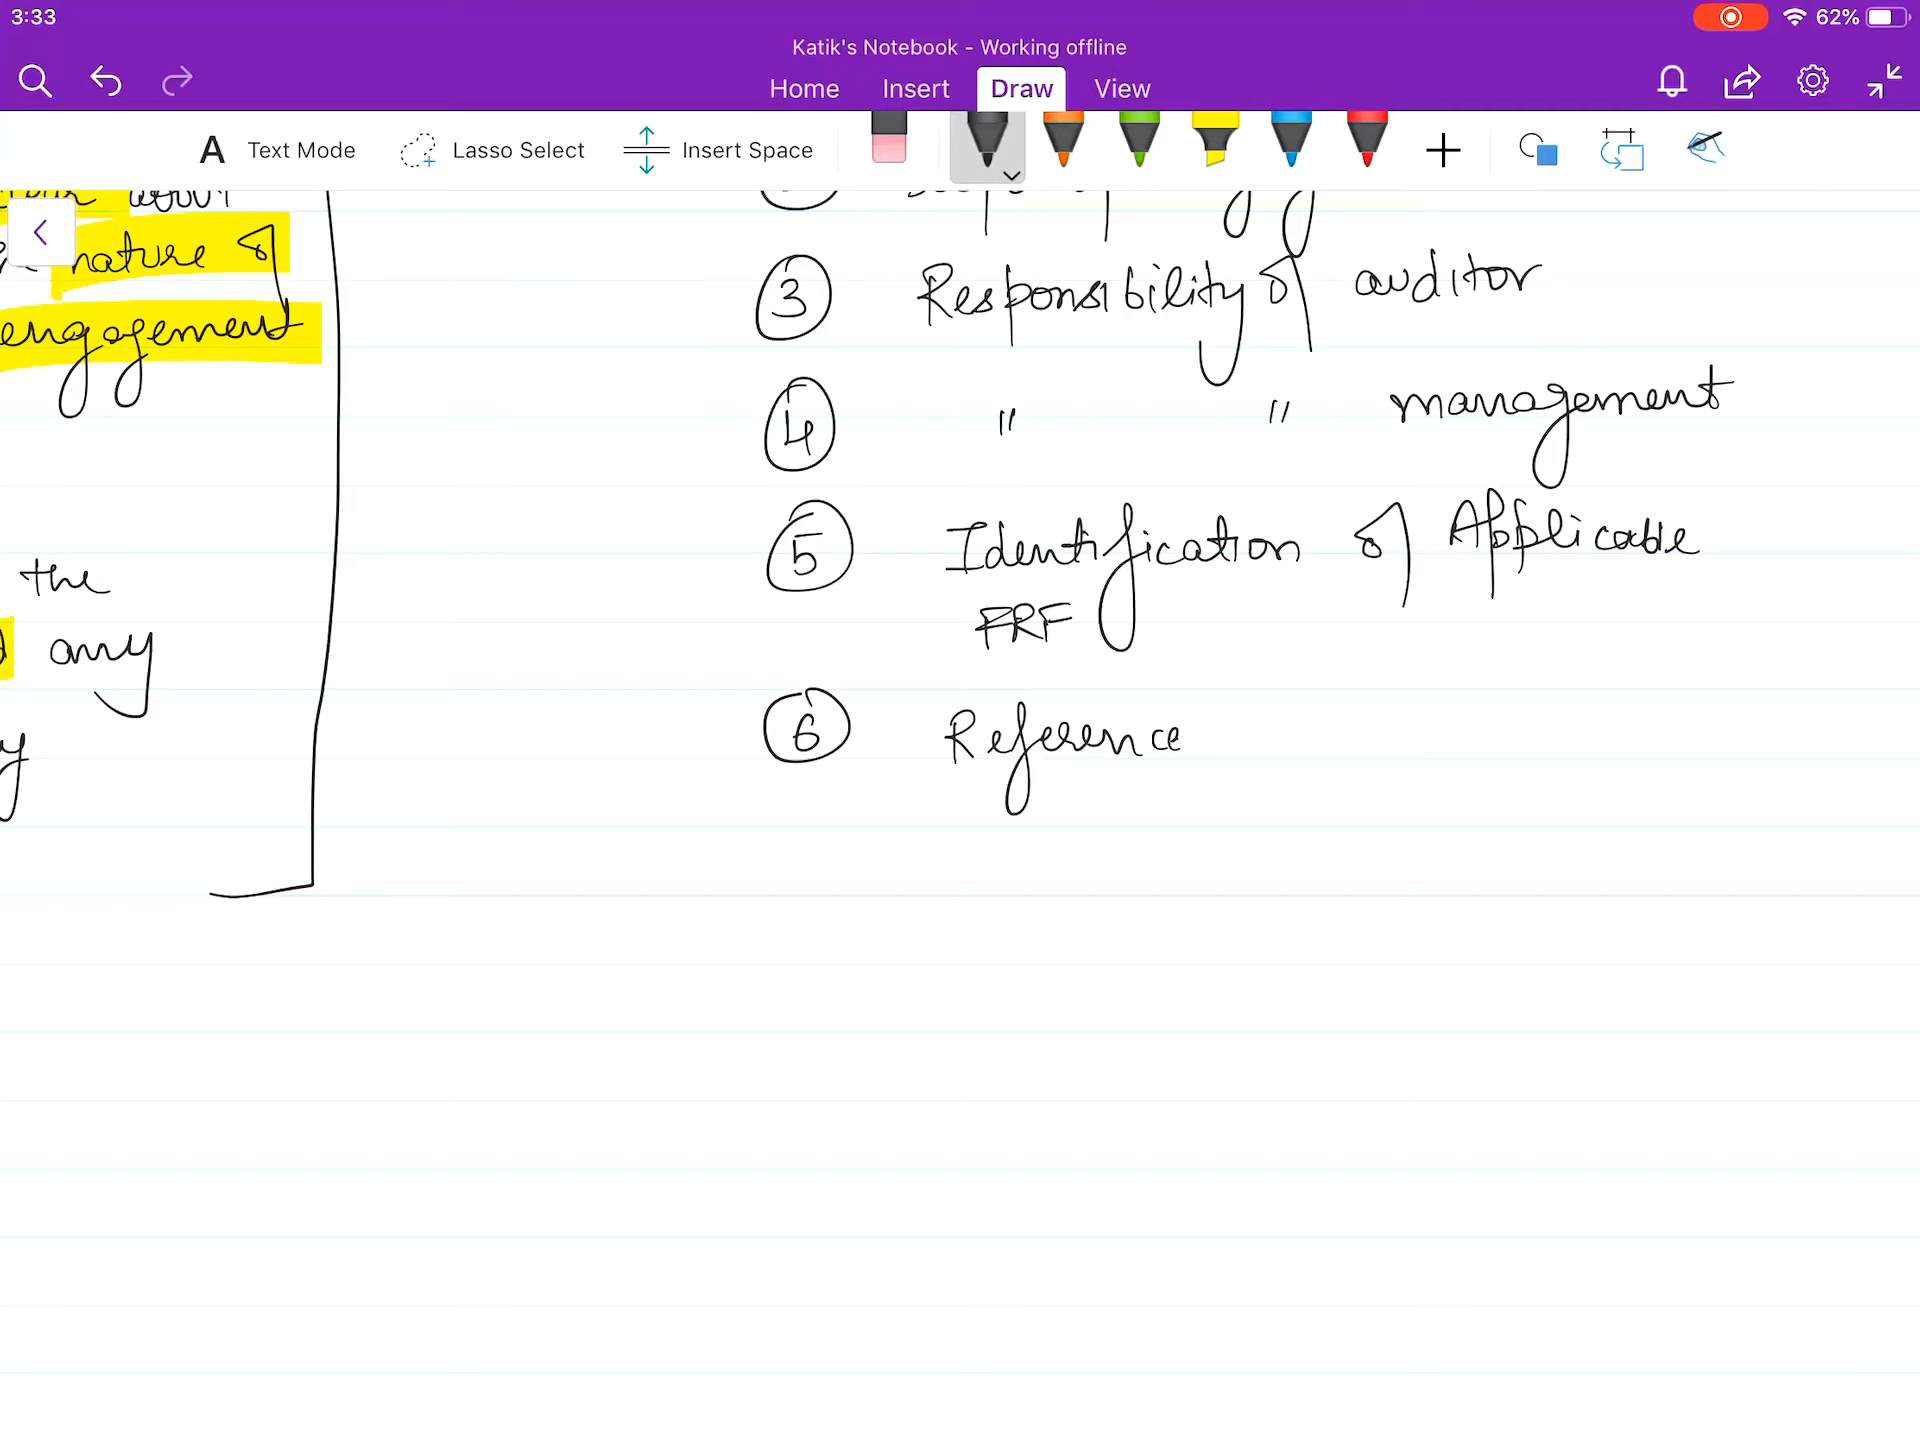 3:33
62%
Katik's Notebook - Working offline
Home Insert Draw View
A Text Mode Lasso Select Insert Space
about
nature of
engagement
the
any
3 Responsibility of auditor
4 " " management
5 Identification of Applicable
FRF
6 Reference